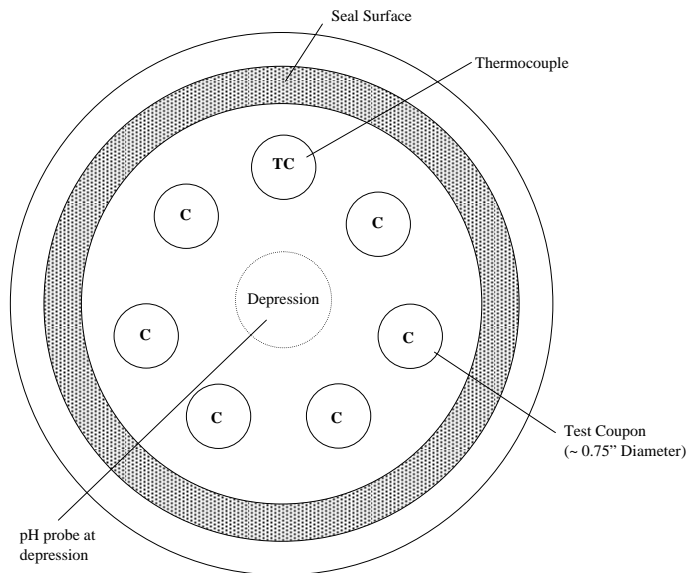 Seal Surface
Thermocouple
TC
C
C
Depression
C
C
C
C
Test Coupon
(~ 0.75” Diameter)
pH probe at
depression